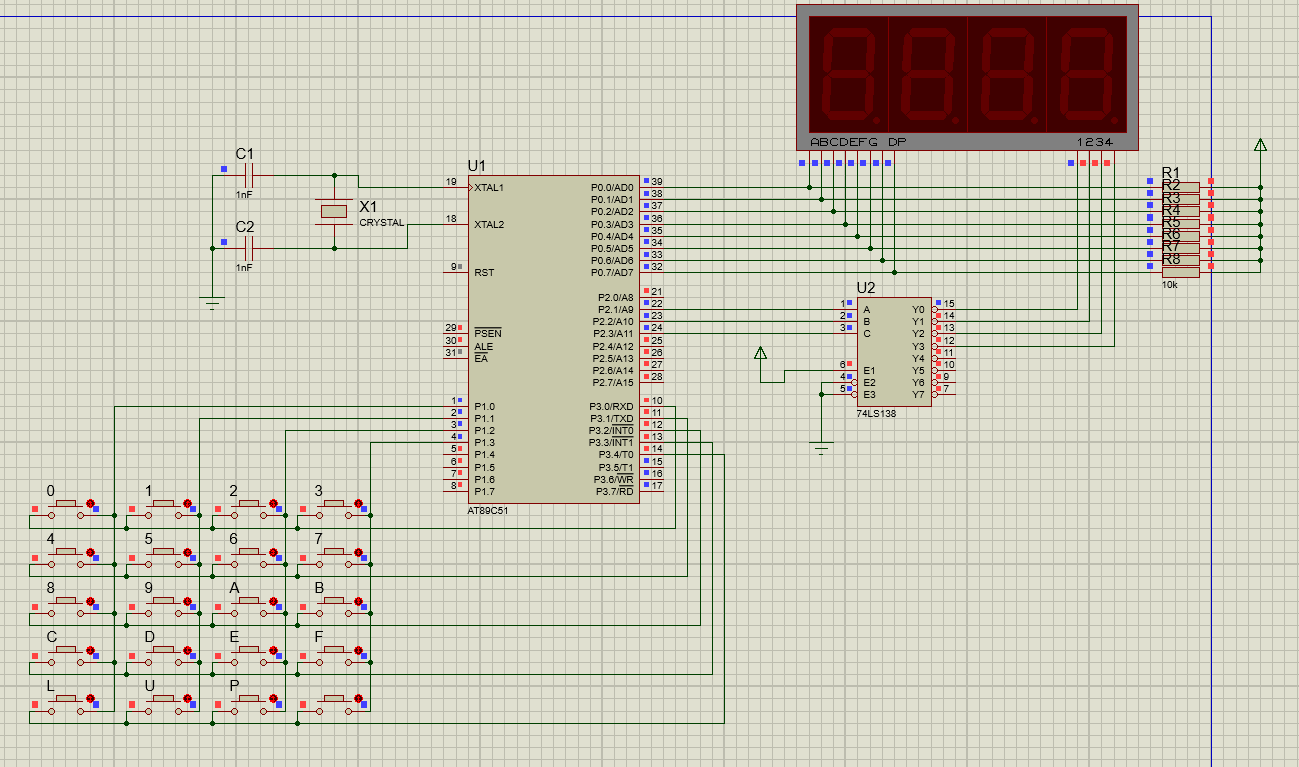 ABCDEFG DP
1234
C1
1nF
X1
CRYSTAL
C2
1nF
U1
19 XTAL1
18 XTAL2
9 RST
29 PSEN
30 ALE
31 EA
1 P1.0
2 P1.1
3 P1.2
4 P1.3
5 P1.4
6 P1.5
7 P1.6
8 P1.7
P0.0/AD0 39
P0.1/AD1 38
P0.2/AD2 37
P0.3/AD3 36
P0.4/AD4 35
P0.5/AD5 34
P0.6/AD6 33
P0.7/AD7 32
P2.0/A8 21
P2.1/A9 22
P2.2/A10 23
P2.3/A11 24
P2.4/A12 25
P2.5/A13 26
P2.6/A14 27
P2.7/A15 28
P3.0/RXD 10
P3.1/TXD 11
P3.2/INT0 12
P3.3/INT1 13
P3.4/T0 14
P3.5/T1 15
P3.6/WR 16
P3.7/RD 17
AT89C51
R1
R2
R3
R4
R5
R6
R7
R8
10k
U2
1 A Y0 15
2 B Y1 14
3 C Y2 13
Y3 12
Y4 11
6 E1 Y5 10
4 E2 Y6 9
5 E3 Y7 7
74LS138
0 1 2 3
4 5 6 7
8 9 A B
C D E F
L U P